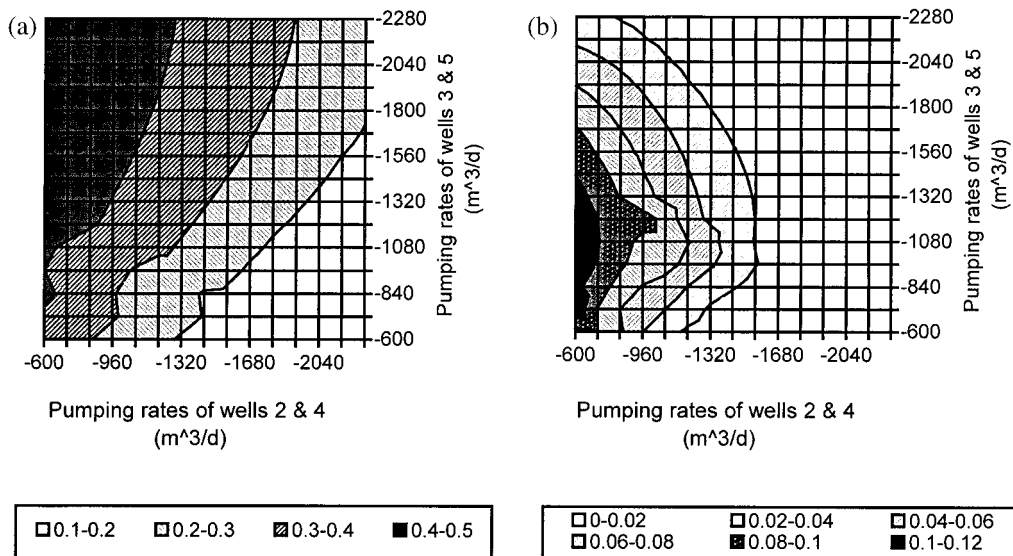 (a)
-2280
-2040
-1800
-1560
-1320
-1080
-840
-600
Pumping rates of wells 3 & 5
(m^3/d)
-600 -960 -1320 -1680 -2040
Pumping rates of wells 2 & 4
(m^3/d)
0.1-0.2 0.2-0.3 0.3-0.4 0.4-0.5
(b)
-2280
-2040
-1800
-1560
-1320
-1080
-840
-600
Pumping rates of wells 3 & 5
(m^3/d)
-600 -960 -1320 -1680 -2040
Pumping rates of wells 2 & 4
(m^3/d)
0-0.02 0.02-0.04 0.04-0.06
0.06-0.08 0.08-0.1 0.1-0.12